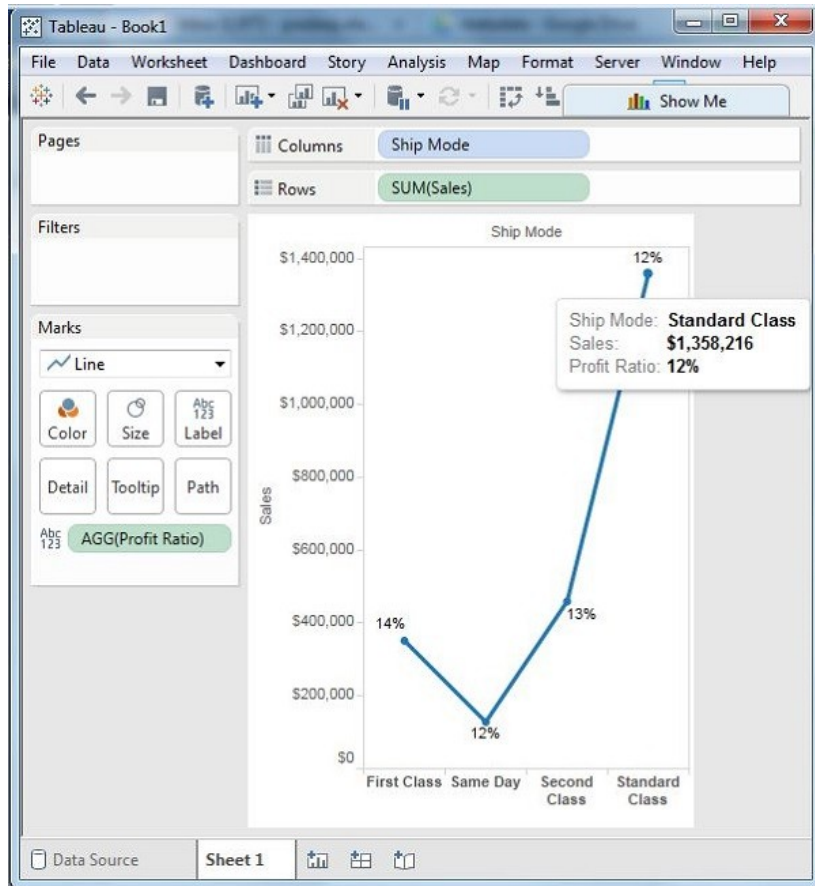 Tableau - Book1
File Data Worksheet Dashboard Story Analysis Map Format Server Window Help
Show Me
Pages
Columns Ship Mode
Rows SUM(Sales)
Filters
Marks
Line
Color
Size
Abc
123
Label
Detail
Tooltip
Path
Abc
123
AGG(Profit Ratio)
Ship Mode
$1,400,000
$1,200,000
$1,000,000
$800,000
$600,000
$400,000
$200,000
$0
Sales
12%
Ship Mode: Standard Class
Sales: $1,358,216
Profit Ratio: 12%
14%
13%
12%
First Class
Same Day
Second
Class
Standard
Class
Data Source
Sheet 1